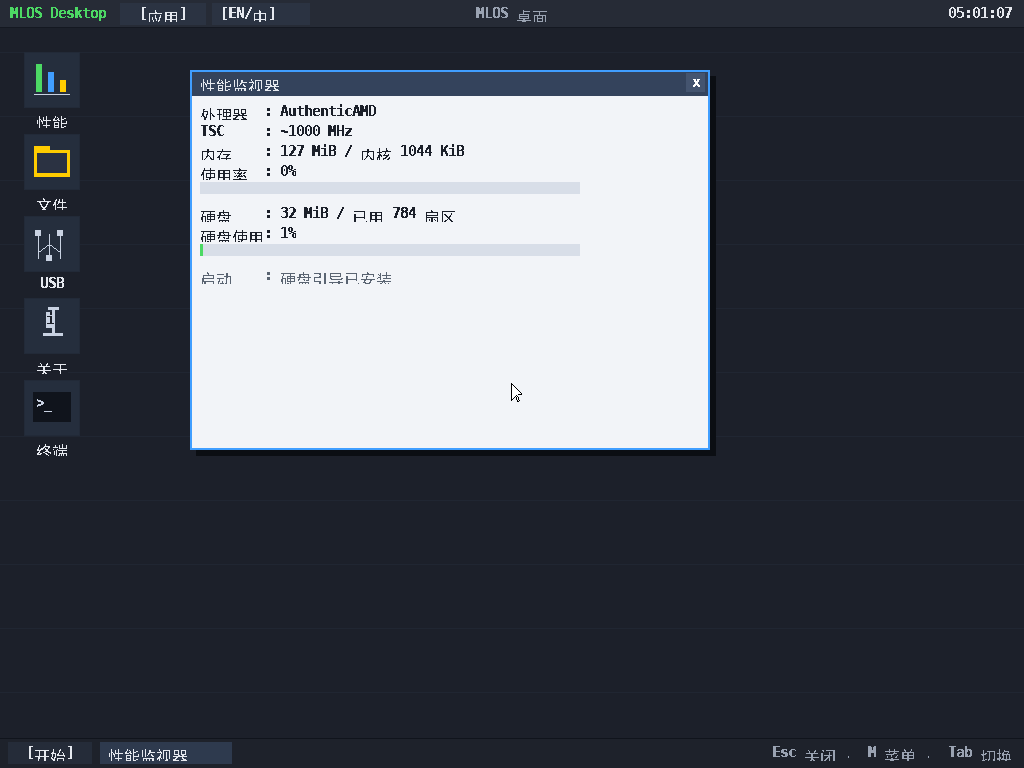 MLOS Desktop [应用] [EN/中] MLOS 桌面 05:01:07
性能
文件
USB
关于
终端
性能监视器 x
处理器 : AuthenticAMD
TSC : ~1000 MHz
内存 : 127 MiB / 内核 1044 KiB
使用率 : 0%
硬盘 : 32 MiB / 已用 784 扇区
硬盘使用: 1%
启动 : 硬盘引导已安装
>_
[开始] 性能监视器 Esc 关闭 . M 菜单 . Tab 切换